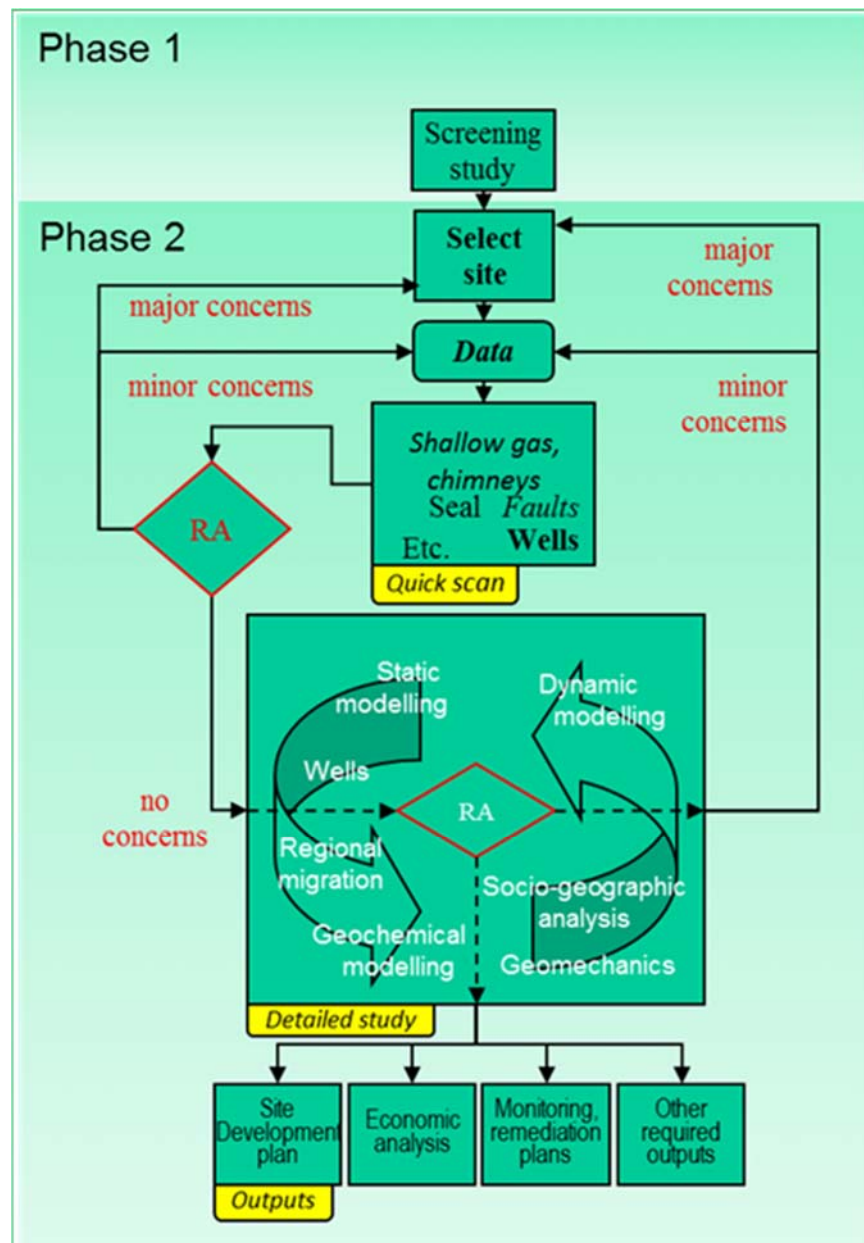 Phase 1
Screening
study
Phase 2
Select
site
major
concerns
major concerns
Data
minor concerns
minor
concerns
Shallow gas,
chimneys
Seal Faults
Etc. Wells
Quick scan
RA
Static
modelling
Dynamic
modelling
Wells
RA
no
concerns
Regional
migration
Socio-geographic
analysis
Geochemical
modelling
Geomechanics
Detailed study
Site
Development
plan
Economic
analysis
Monitoring,
remediation
plans
Other
required
outputs
Outputs